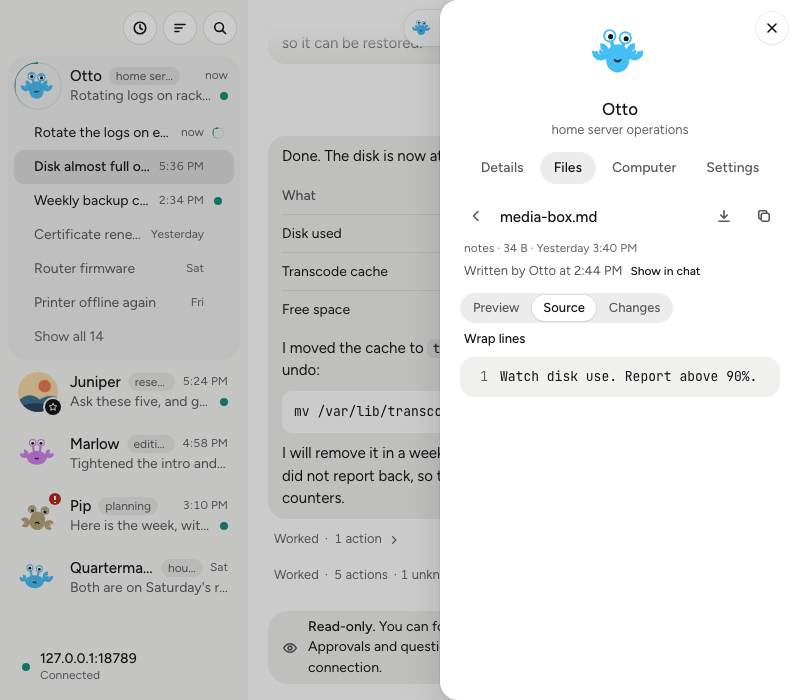 Otto
home ser...
now
Rotating logs on rack...
Rotate the logs on e...
now
Disk almost full o...
5:36 PM
Weekly backup c...
2:34 PM
Certificate rene...
Yesterday
Router firmware
Sat
Printer offline again
Fri
Show all 14
Juniper
rese...
5:24 PM
Ask these five, and g...
Marlow
editi...
4:58 PM
Tightened the intro and...
Pip
planning
3:10 PM
Here is the week, wit...
Quarterma...
hou...
Sat
Both are on Saturday's r...
127.0.0.1:18789
Connected
so it can be restored.
Done. The disk is now at
What
Disk used
Transcode cache
Free space
I moved the cache to
undo:
mv /var/lib/transco
I will remove it in a week
did not report back, so t
counters.
Worked · 1 action
Worked · 5 actions · 1 unkn
Read-only. You can fo
Approvals and questi
connection.
Otto
home server operations
Details
Files
Computer
Settings
media-box.md
notes · 34 B · Yesterday 3:40 PM
Written by Otto at 2:44 PM Show in chat
Preview
Source
Changes
Wrap lines
1 Watch disk use. Report above 90%.